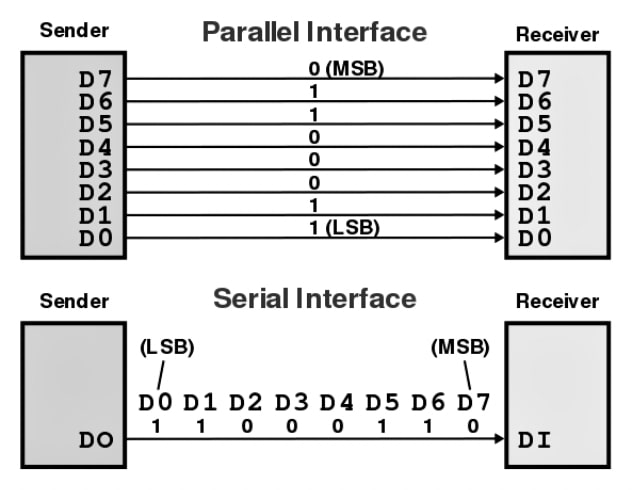 Sender Parallel Interface Receiver
0 (MSB)
D7 D7
1
D6 D6
1
D5 D5
0
D4 D4
0
D3 D3
0
D2 D2
1
D1 D1
1 (LSB)
D0 D0
Sender Serial Interface Receiver
(LSB) (MSB)
D0 D1 D2 D3 D4 D5 D6 D7
1 1 0 0 0 1 1 0
DO DI